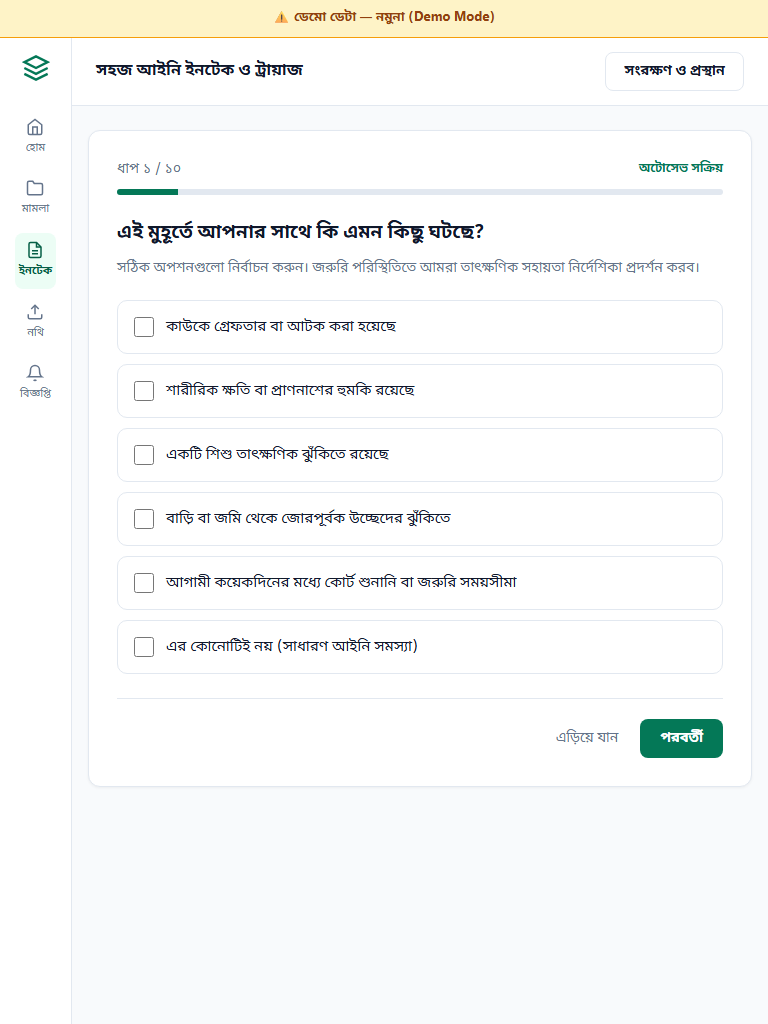 ⚠️ ডেমো ডেটা — নমুনা (Demo Mode)
সহজ আইনি ইনটেক ও ট্রায়াজ
সংরক্ষণ ও প্রস্থান
হোম
মামলা
ইনটেক
নথি
বিজ্ঞপ্তি
ধাপ ১ / ১০
অটোসেভ সক্রিয়
এই মুহূর্তে আপনার সাথে কি এমন কিছু ঘটছে?
সঠিক অপশনগুলো নির্বাচন করুন। জরুরি পরিস্থিতিতে আমরা তাৎক্ষণিক সহায়তা নির্দেশিকা প্রদর্শন করব।
কাউকে গ্রেফতার বা আটক করা হয়েছে
শারীরিক ক্ষতি বা প্রাণনাশের হুমকি রয়েছে
একটি শিশু তাৎক্ষণিক ঝুঁকিতে রয়েছে
বাড়ি বা জমি থেকে জোরপূর্বক উচ্ছেদের ঝুঁকিতে
আগামী কয়েকদিনের মধ্যে কোর্ট শুনানি বা জরুরি সময়সীমা
এর কোনোটিই নয় (সাধারণ আইনি সমস্যা)
এড়িয়ে যান
পরবর্তী